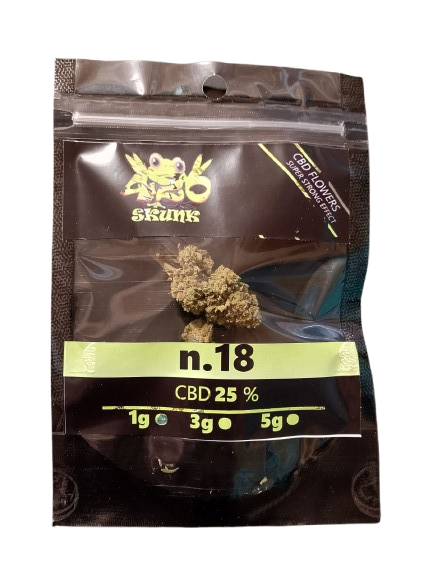 CBD FLOWERS
SUPER STRONG EFFECT
SKUNK
n.18
CBD 25 %
1g 3g 5g